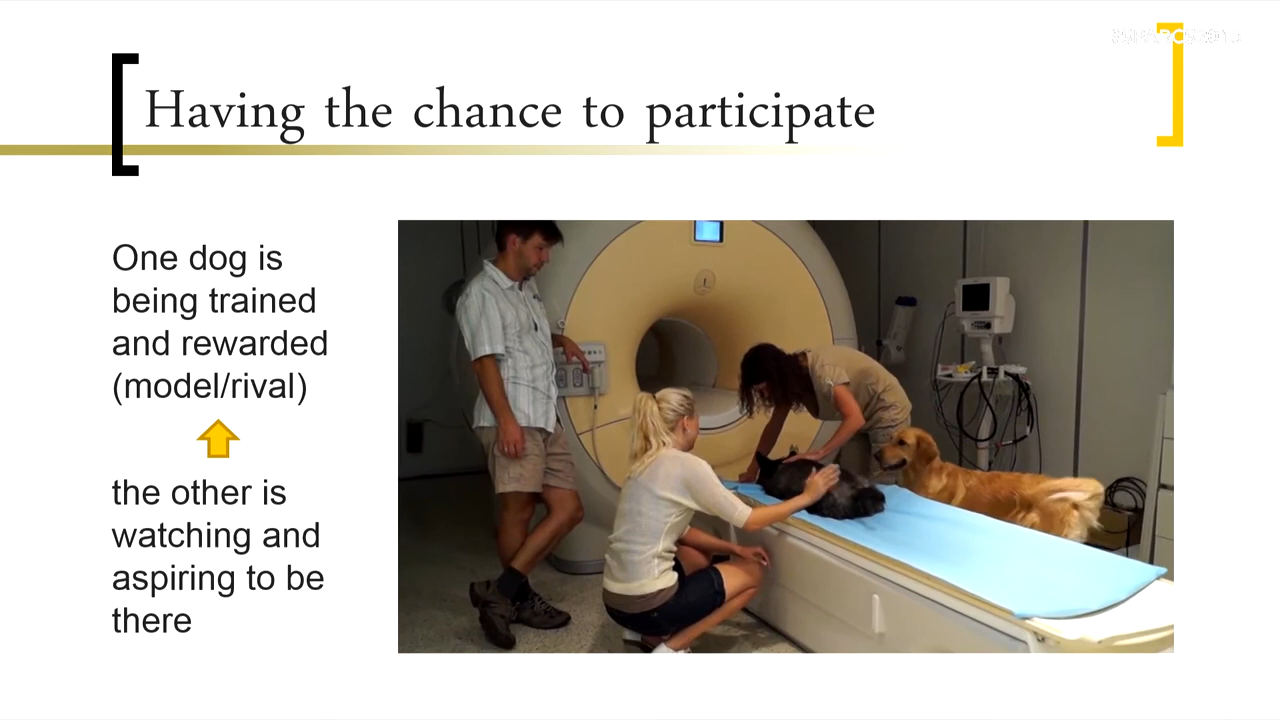 Having the chance to participate
One dog is
being trained
and rewarded
(model/rival)
the other is
watching and
aspiring to be
there